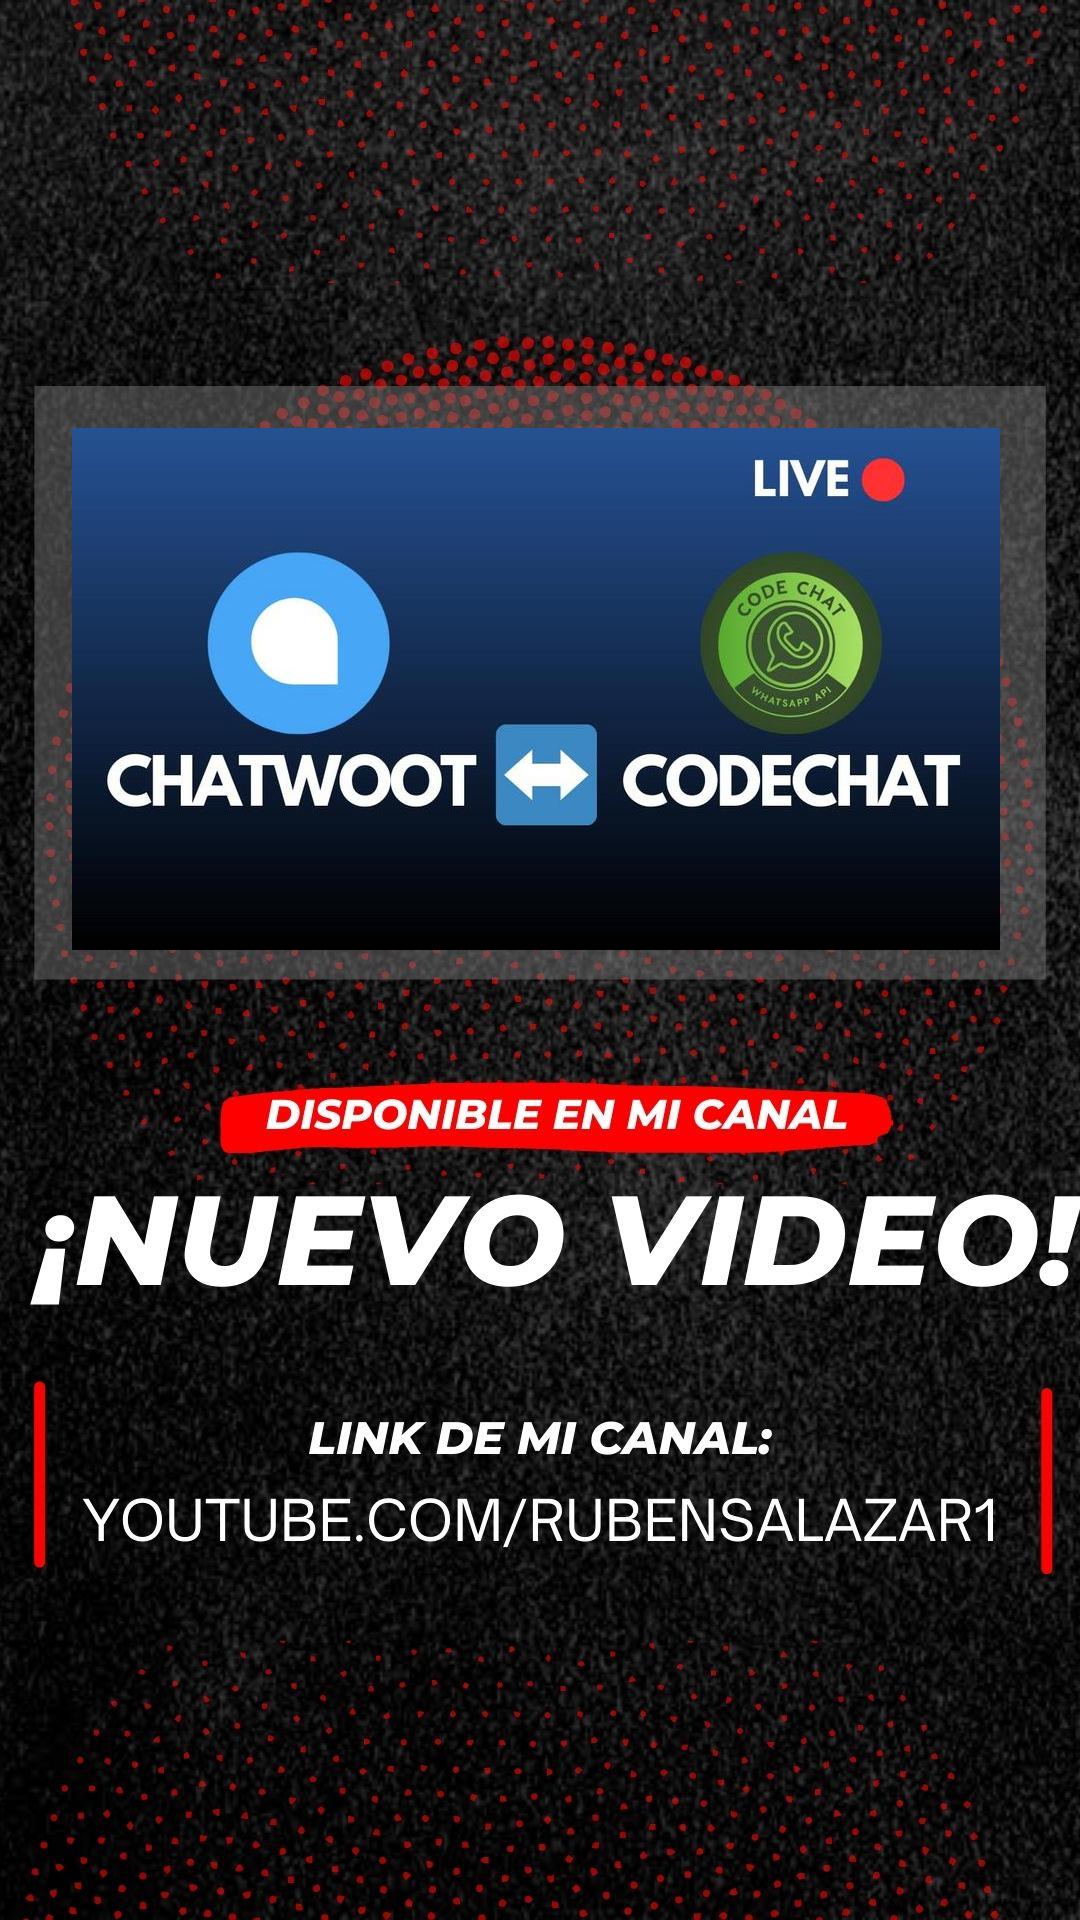 LIVE
CODE CHAT
WHATSAPP API
CHATWOOT
CODECHAT
DISPONIBLE EN MI CANAL
¡NUEVO VIDEO!
LINK DE MI CANAL:
YOUTUBE.COM/RUBENSALAZAR1